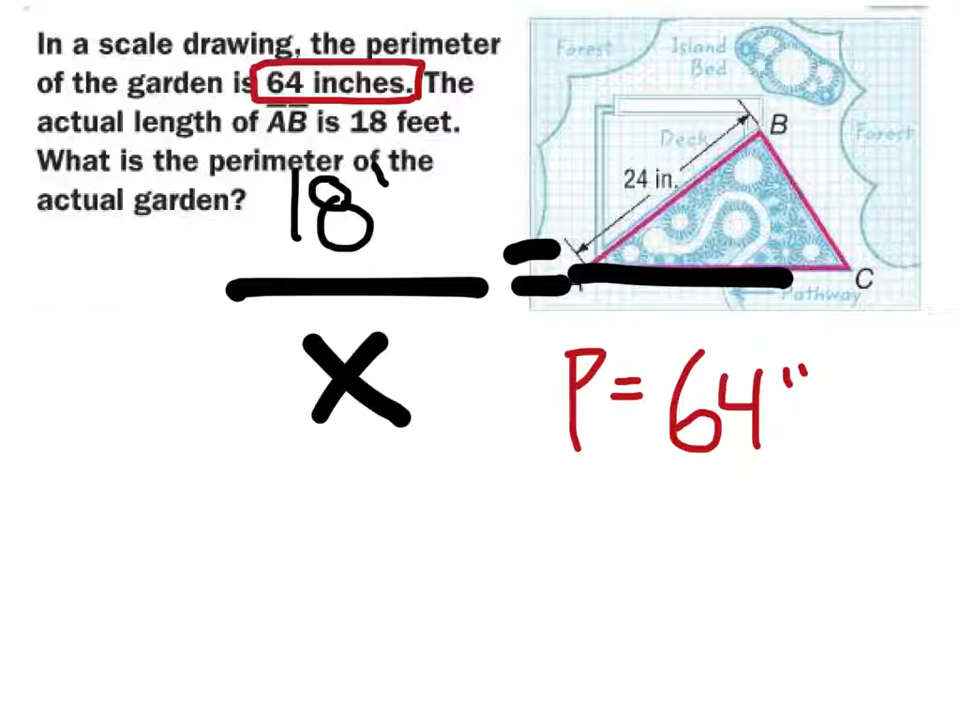 In a scale drawing, the perimeter
of the garden is 64 inches. The
actual length of AB is 18 feet.
What is the perimeter of the
actual garden?
Forest
Island
Bed
Deck
B
Forest
24 in.
C
Pathway
18'
=
X
P = 64"